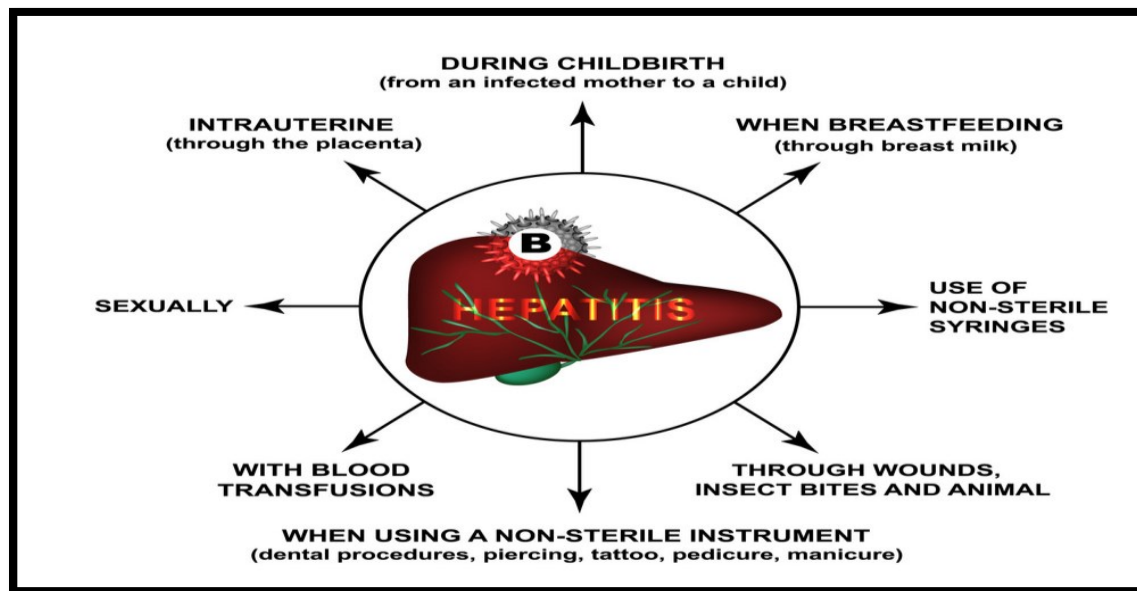 DURING CHILDBIRTH
(from an infected mother to a child)
INTRAUTERINE
(through the placenta)
WHEN BREASTFEEDING
(through breast milk)
B
HEPATITIS
SEXUALLY
USE OF
NON-STERILE
SYRINGES
WITH BLOOD
TRANSFUSIONS
THROUGH WOUNDS,
INSECT BITES AND ANIMAL
WHEN USING A NON-STERILE INSTRUMENT
(dental procedures, piercing, tattoo, pedicure, manicure)